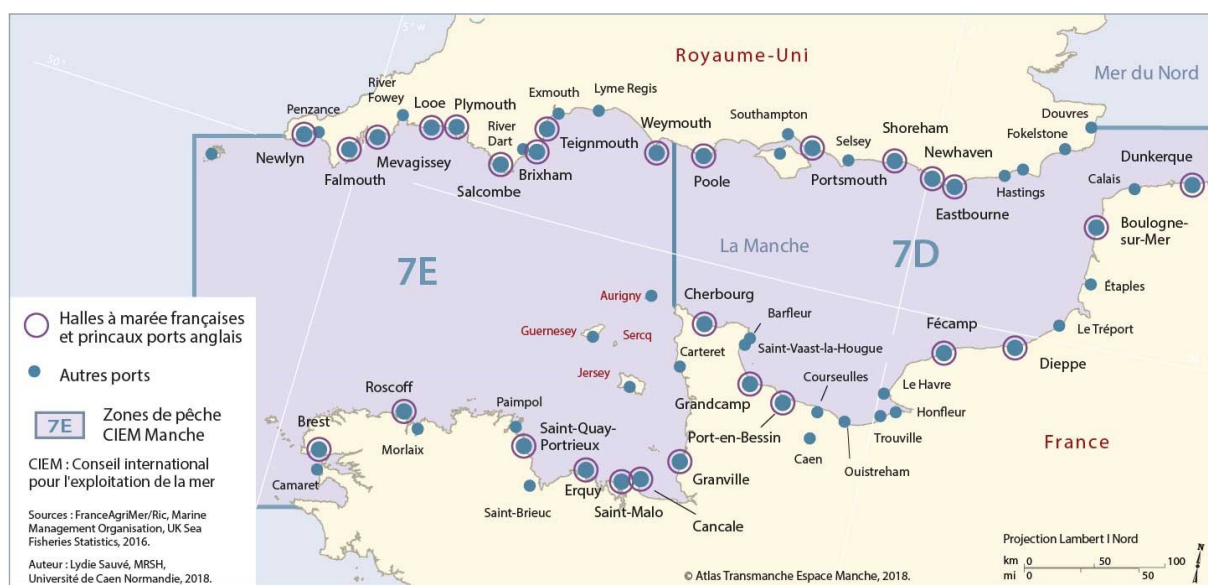 5° W
50°
Royaume-Uni
Mer du Nord
River
Fowey
Looe
Plymouth
Exmouth
Lyme Regis
Penzance
River
Dart
Weymouth
Southampton
Shoreham
Douvres
Fokelstone
Newlyn
Mevagissey
Teignmouth
Selsey
Newhaven
Dunkerque
Falmouth
Salcombe
Brixham
Poole
Portsmouth
Hastings
Calais
Eastbourne
Boulogne-
sur-Mer
La Manche
7E
7D
Aurigny
Cherbourg
Étaples
Barfleur
Guernesey
Sercq
Saint-Vaast-la-Hougue
Fécamp
Le Tréport
Carteret
Dieppe
Jersey
Courseulles
Le Havre
Roscoff
Paimpol
Grandcamp
Honfleur
Brest
Saint-Quay-
Portrieux
Port-en-Bessin
Trouville
France
Morlaix
Caen
Ouistreham
Camaret
Granville
Erquy
Saint-Brieuc
Saint-Malo
Cancale
Halles à marée françaises
et princaux ports anglais
Autres ports
7E
Zones de pêche
CIEM Manche
CIEM : Conseil international
pour l'exploitation de la mer
Sources : FranceAgriMer/Ric, Marine
Management Organisation, UK Sea
Fisheries Statistics, 2016.
Auteur : Lydie Sauvé, MRSH,
Université de Caen Normandie, 2018.
© Atlas Transmanche Espace Manche, 2018.
Projection Lambert I Nord
km 0 50 100
mi 0 50
N